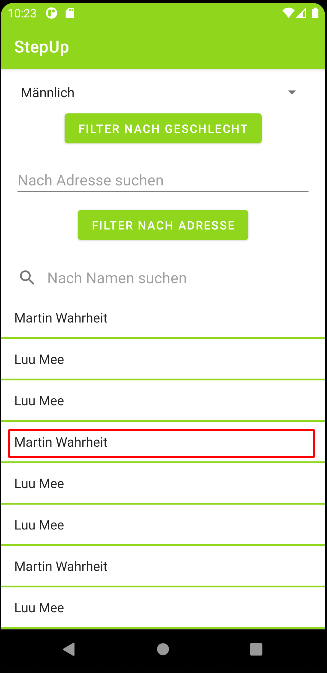 10:23
StepUp
Männlich
FILTER NACH GESCHLECHT
Nach Adresse suchen
FILTER NACH ADRESSE
Nach Namen suchen
Martin Wahrheit
Luu Mee
Luu Mee
Martin Wahrheit
Luu Mee
Luu Mee
Martin Wahrheit
Luu Mee